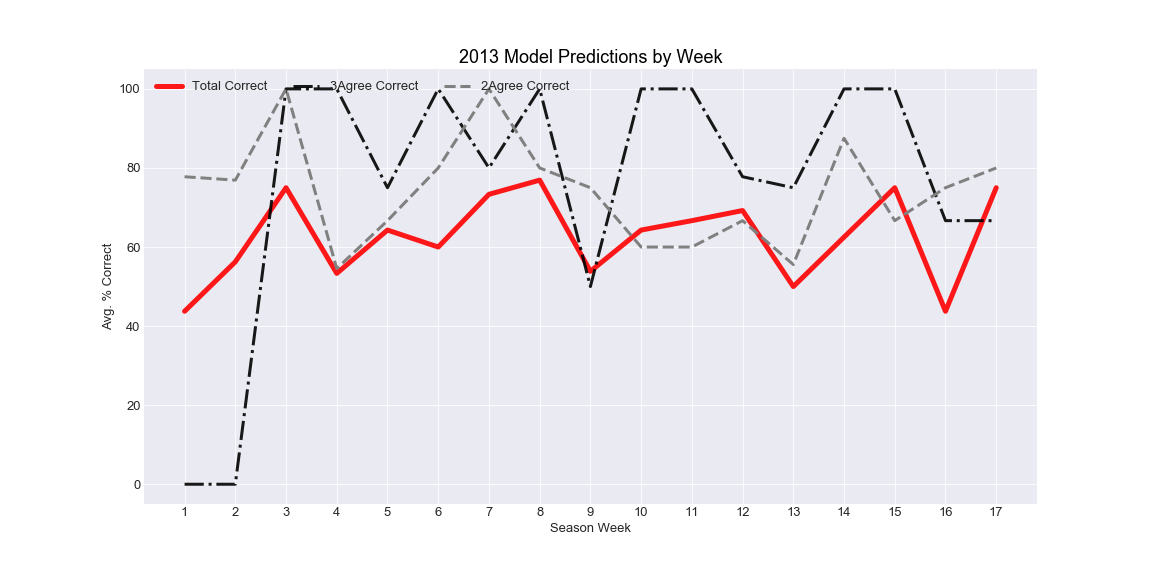 2013 Model Predictions by Week
Total Correct 3Agree Correct 2Agree Correct
100
80
60
40
20
0
Avg. % Correct
1 2 3 4 5 6 7 8 9 10 11 12 13 14 15 16 17
Season Week